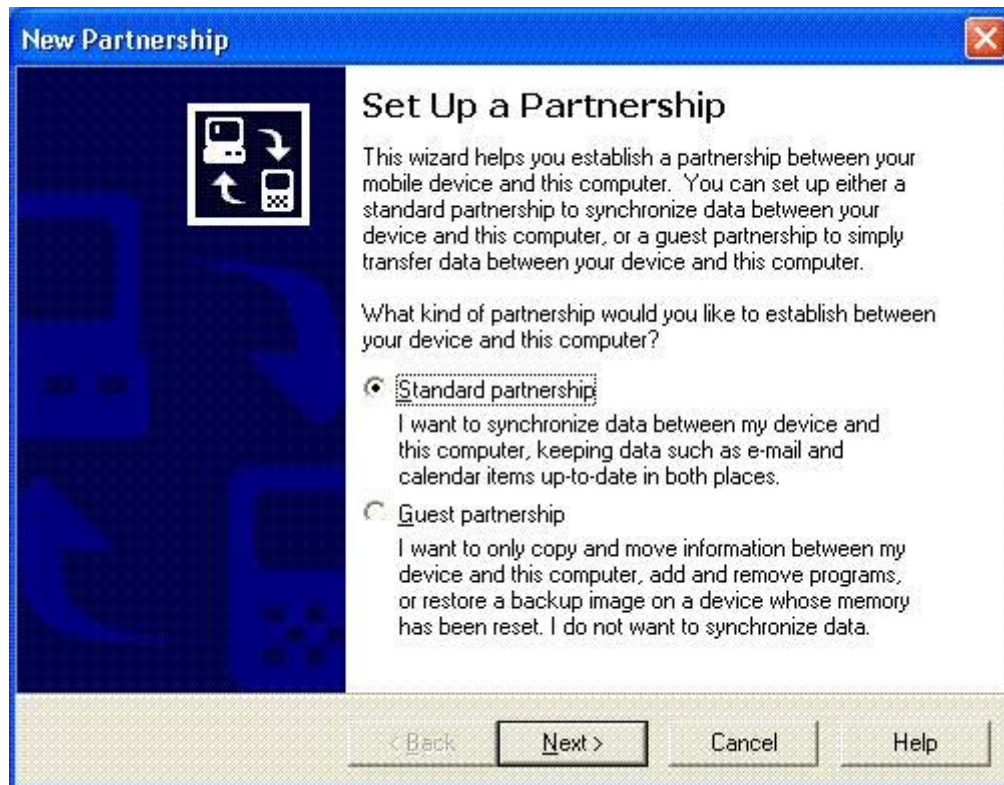 New Partnership
Set Up a Partnership
This wizard helps you establish a partnership between your
mobile device and this computer. You can set up either a
standard partnership to synchronize data between your
device and this computer, or a guest partnership to simply
transfer data between your device and this computer.
What kind of partnership would you like to establish between
your device and this computer?
Standard partnership
I want to synchronize data between my device and
this computer, keeping data such as e-mail and
calendar items up-to-date in both places.
Guest partnership
I want to only copy and move information between my
device and this computer, add and remove programs,
or restore a backup image on a device whose memory
has been reset. I do not want to synchronize data.
< Back Next > Cancel Help